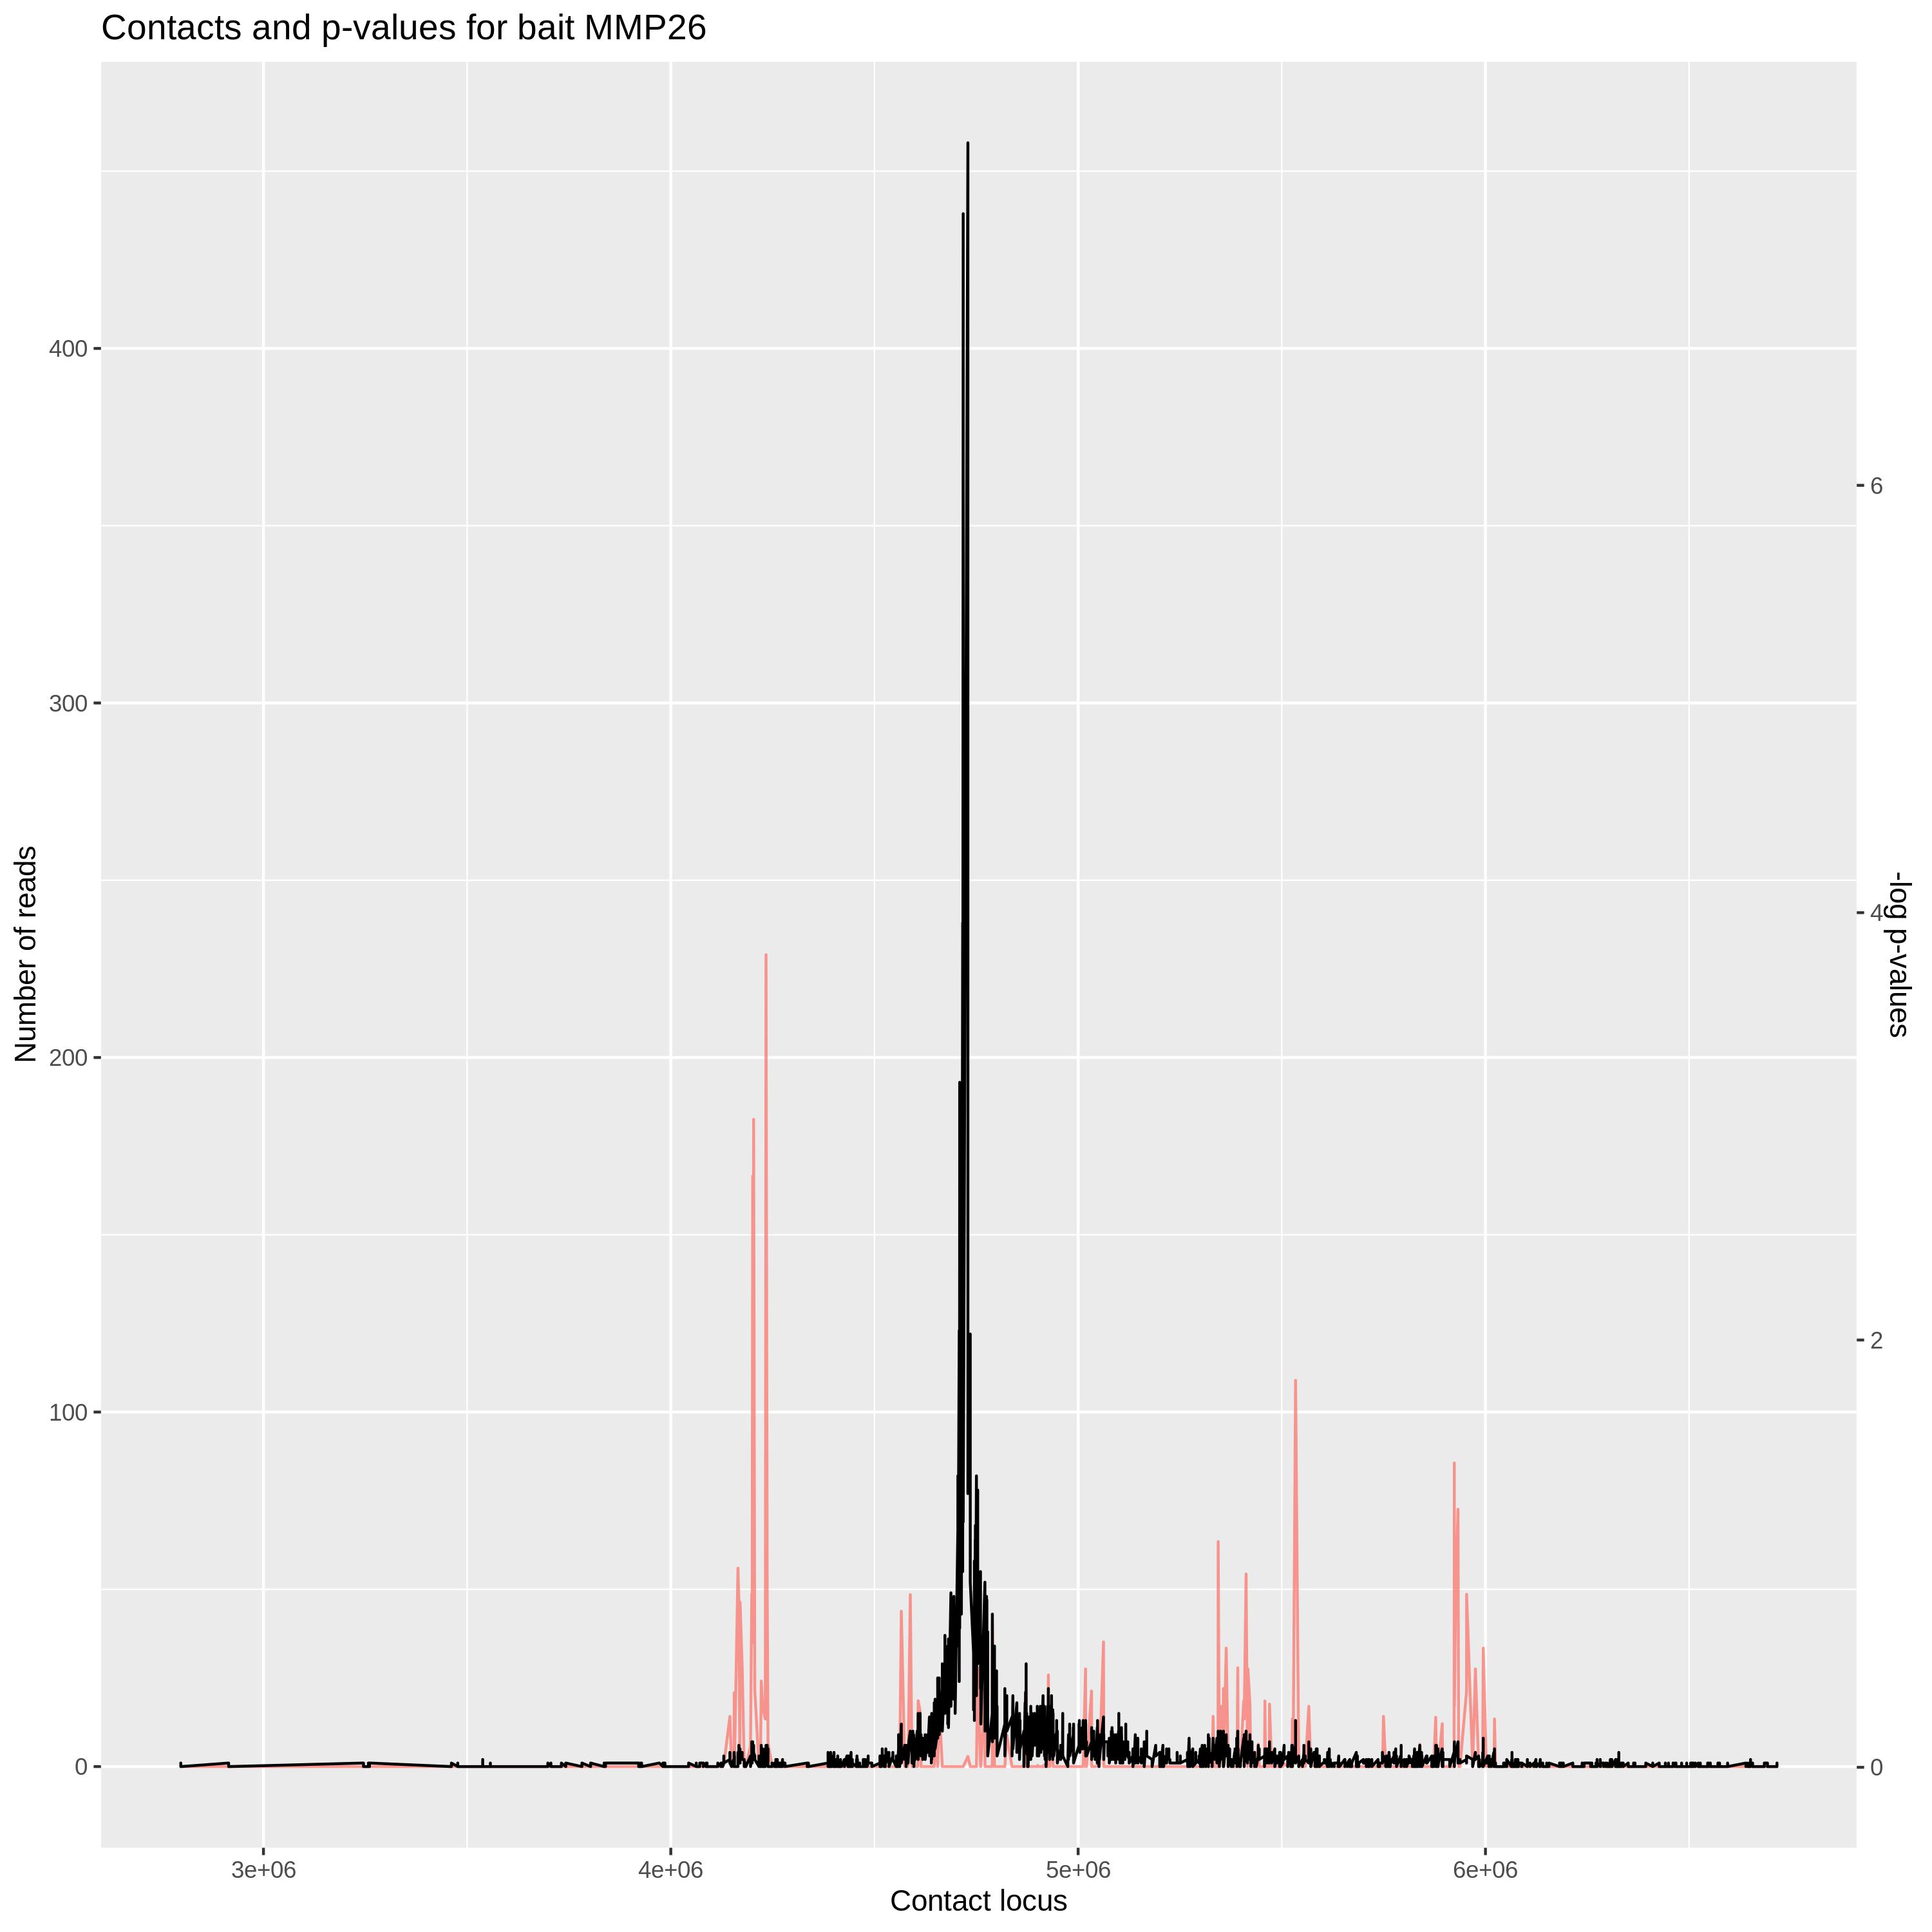 Contacts and p-values for bait MMP26
400
300
200
100
0
Number of reads
6
4
2
0
-log p-values
3e+06
4e+06
5e+06
6e+06
Contact locus